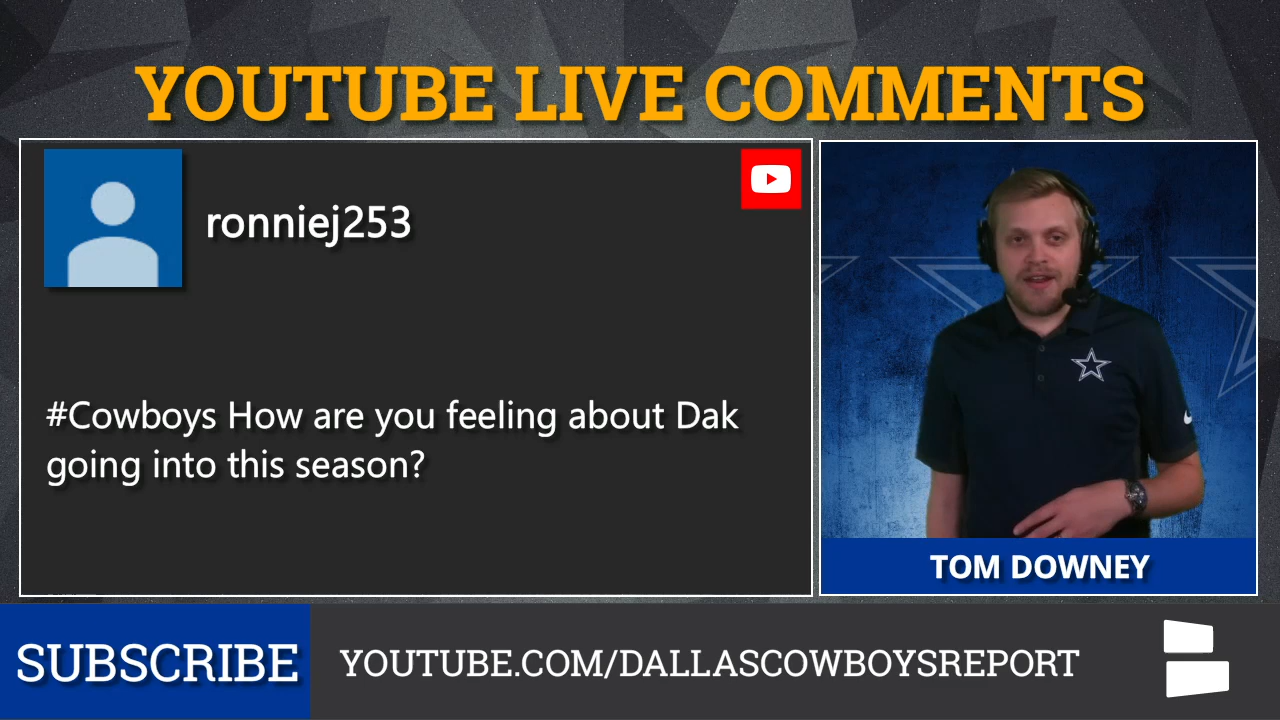 YOUTUBE LIVE COMMENTS
ronniej253
#Cowboys How are you feeling about Dak
going into this season?
TOM DOWNEY
SUBSCRIBE
YOUTUBE.COM/DALLASCOWBOYSREPORT